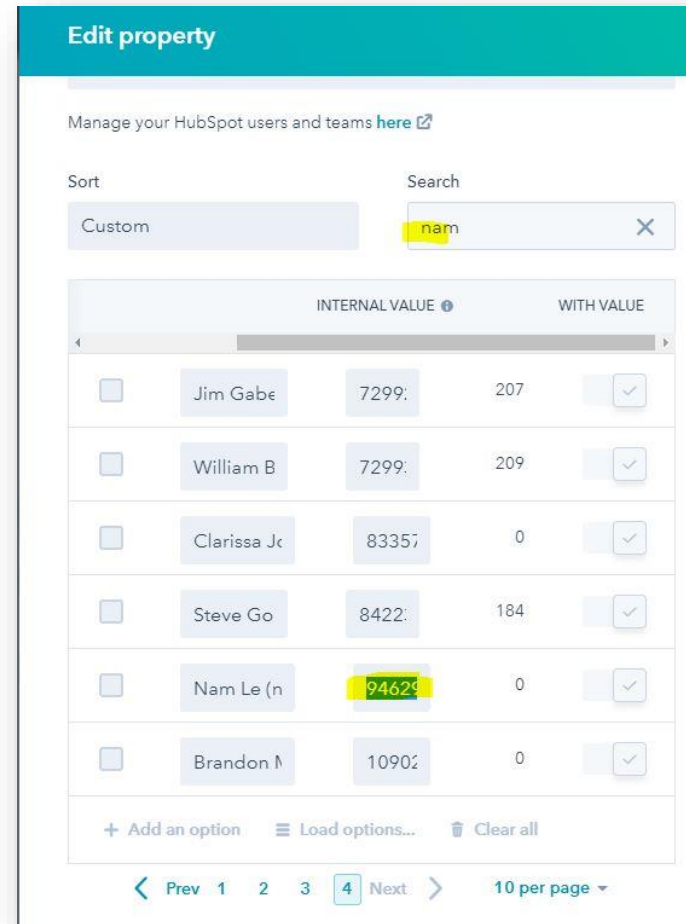 Edit property
Manage your HubSpot users and teams here
Sort
Search
Custom
nam
INTERNAL VALUE WITH VALUE
Jim Gabe 7299 207
William B 7299 209
Clarissa Jo 83357 0
Steve Go 8422 184
Nam Le (n 94629 0
Brandon M 10902 0
+ Add an option Load options... Clear all
Prev 1 2 3 4 Next 10 per page